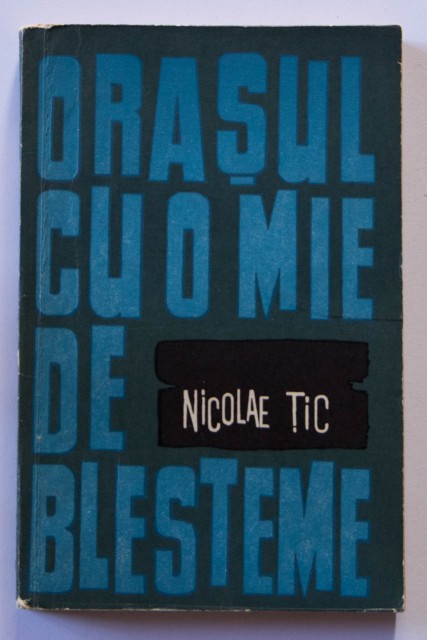 ORAȘUL
CU O MIE
DE
NiCOLAE ȚiC
BLESTEME